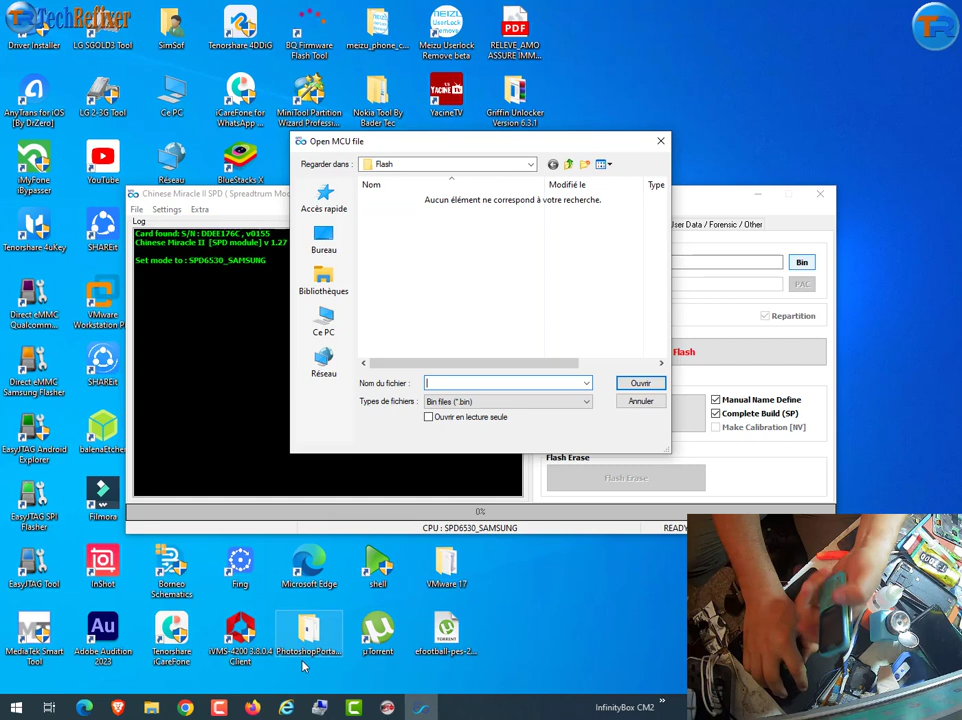 TechRefixer
Driver Installer
LG SGOLD3 Tool
SimSof
Tenorshare 4DDiG
BQ Firmware
Flash Tool
meizu_phone_c...
Meizu Userlock
Remove beta
RELEVE_AMO
ASSURE IMM...
PDF
TR
AnyTrans for iOS
[By DrZero]
LG 2-3G Tool
Ce PC
iCareFone for
WhatsApp ...
MiniTool Partition
Wizard Professi...
Nokia Tool By
Bader Tec
YACINE TV
YacineTV
Griffin Unlocker
Version 6.3.1
iMyFone
iBypasser
YouTube
Réseau
BlueStacks X
Open MCU file
Regarder dans :
Flash
Nom
Modifié le
Type
Aucun élément ne correspond à votre recherche.
Accès rapide
Bureau
Bibliothèques
Ce PC
Réseau
Nom du fichier :
Ouvrir
Types de fichiers :
Bin files (*.bin)
Annuler
Ouvrir en lecture seule
Chinese Miracle II SPD ( Spreadtrum Modul
File
Settings
Extra
Log
Card found: S/N : DDEE176C , v0155
Chinese Miracle II [SPD module] v 1.27
Set mode to : SPD6530_SAMSUNG
User Data / Forensic / Other
Bin
PAC
Repartition
Flash
Manual Name Define
Complete Build (SP)
Make Calibration [NV]
Flash Erase
Flash Erase
0%
CPU : SPD6530_SAMSUNG
READY
Tenorshare 4uKey
SHAREit
Direct eMMC
Qualcomm...
VMware
Workstation P
Direct eMMC
Samsung Flasher
SHAREit
EasyJTAG Android
Explorer
balenaEtcher
EasyJTAG SPI
Flasher
Filmora
EasyJTAG Tool
InShot
Borneo
Schematics
Fing
Microsoft Edge
shell
VMware 17
MediaTek Smart
Tool
Au
Adobe Audition
2023
Tenorshare
iCareFone
iVMS-4200 3.8.0.4
Client
PhotoshopPorta...
µTorrent
TORRENT
efootball-pes-2...
InfinityBox CM2
»